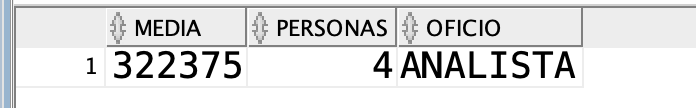 MEDIA PERSONAS OFICIO
1 322375 4 ANALISTA